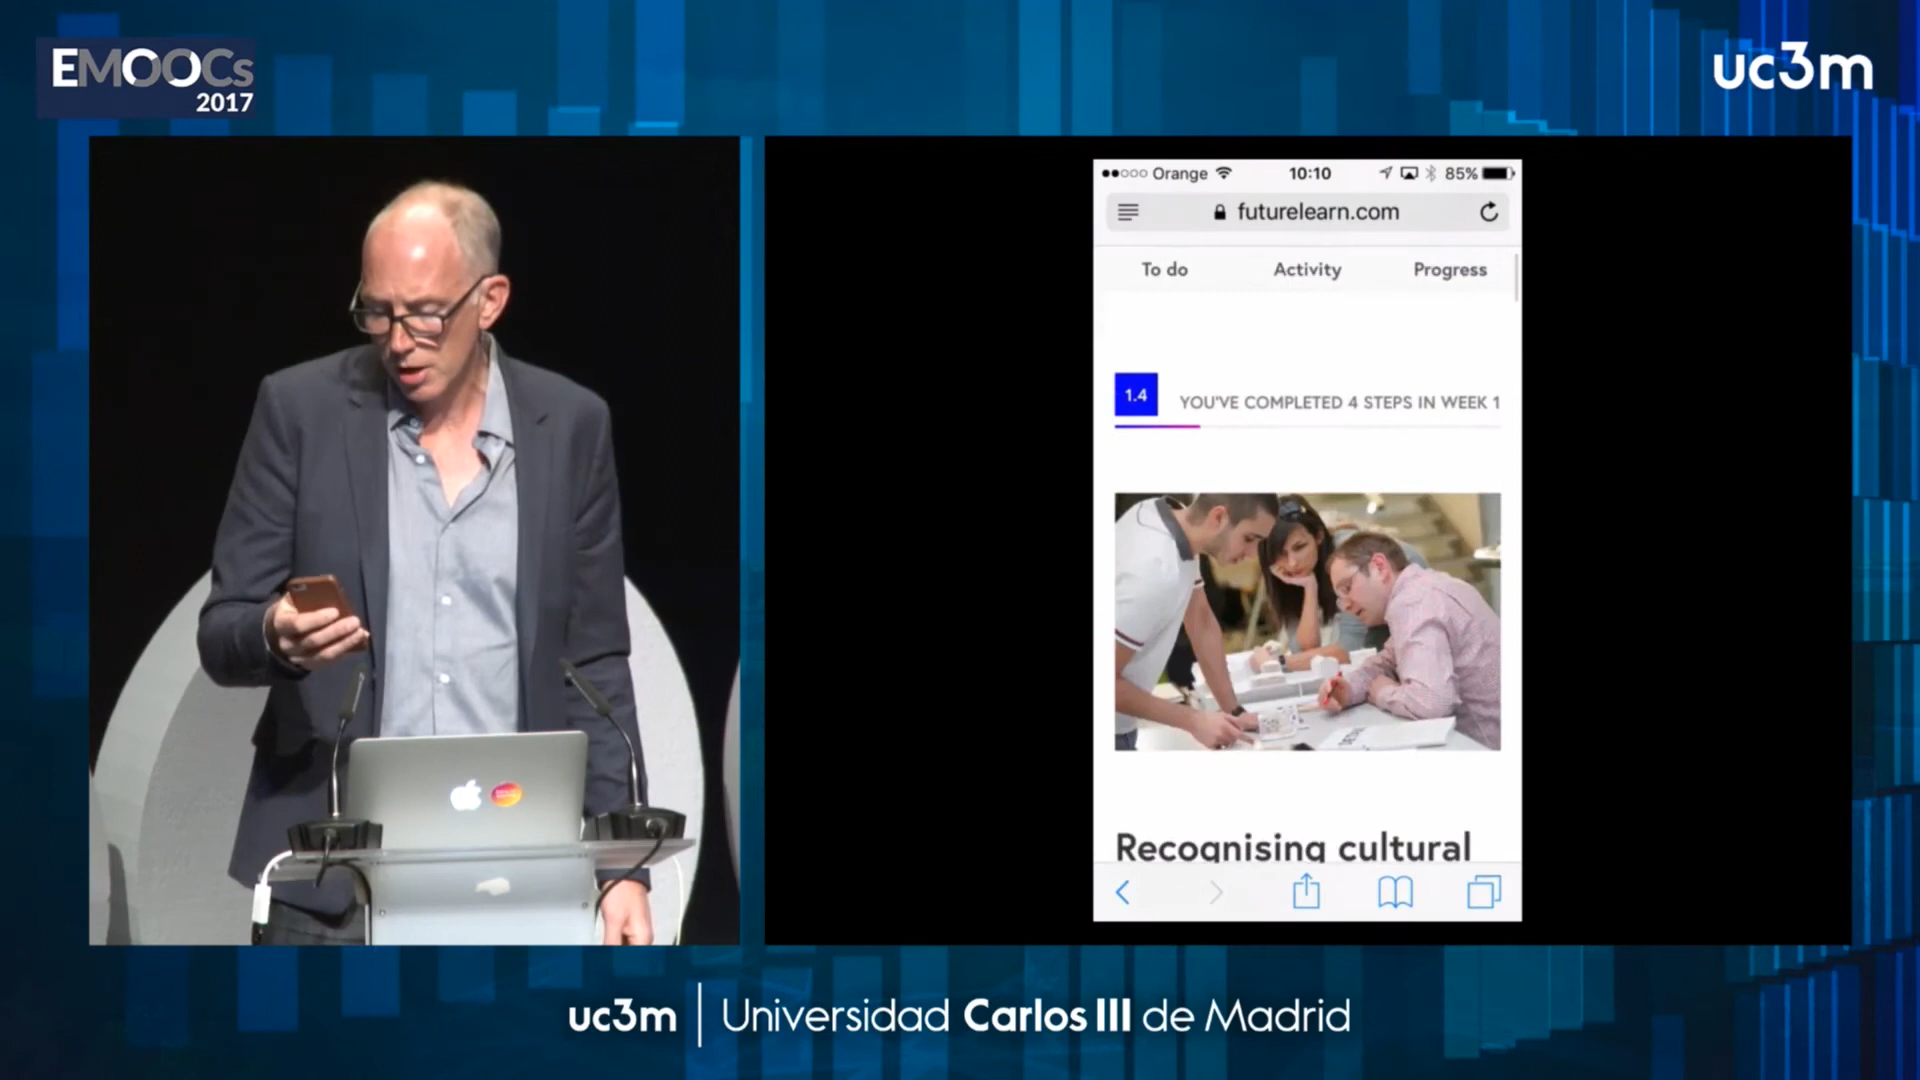 EMOOCs
2017
uc3m
Orange 10:10 85%
futurelearn.com
To do Activity Progress
1.4 YOU'VE COMPLETED 4 STEPS IN WEEK 1
Recognising cultural
uc3m | Universidad Carlos III de Madrid